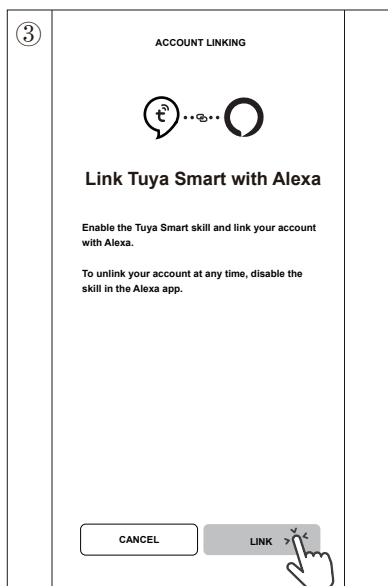 ③
ACCOUNT LINKING
Link Tuya Smart with Alexa
Enable the Tuya Smart skill and link your account
with Alexa.
To unlink your account at any time, disable the
skill in the Alexa app.
CANCEL LINK